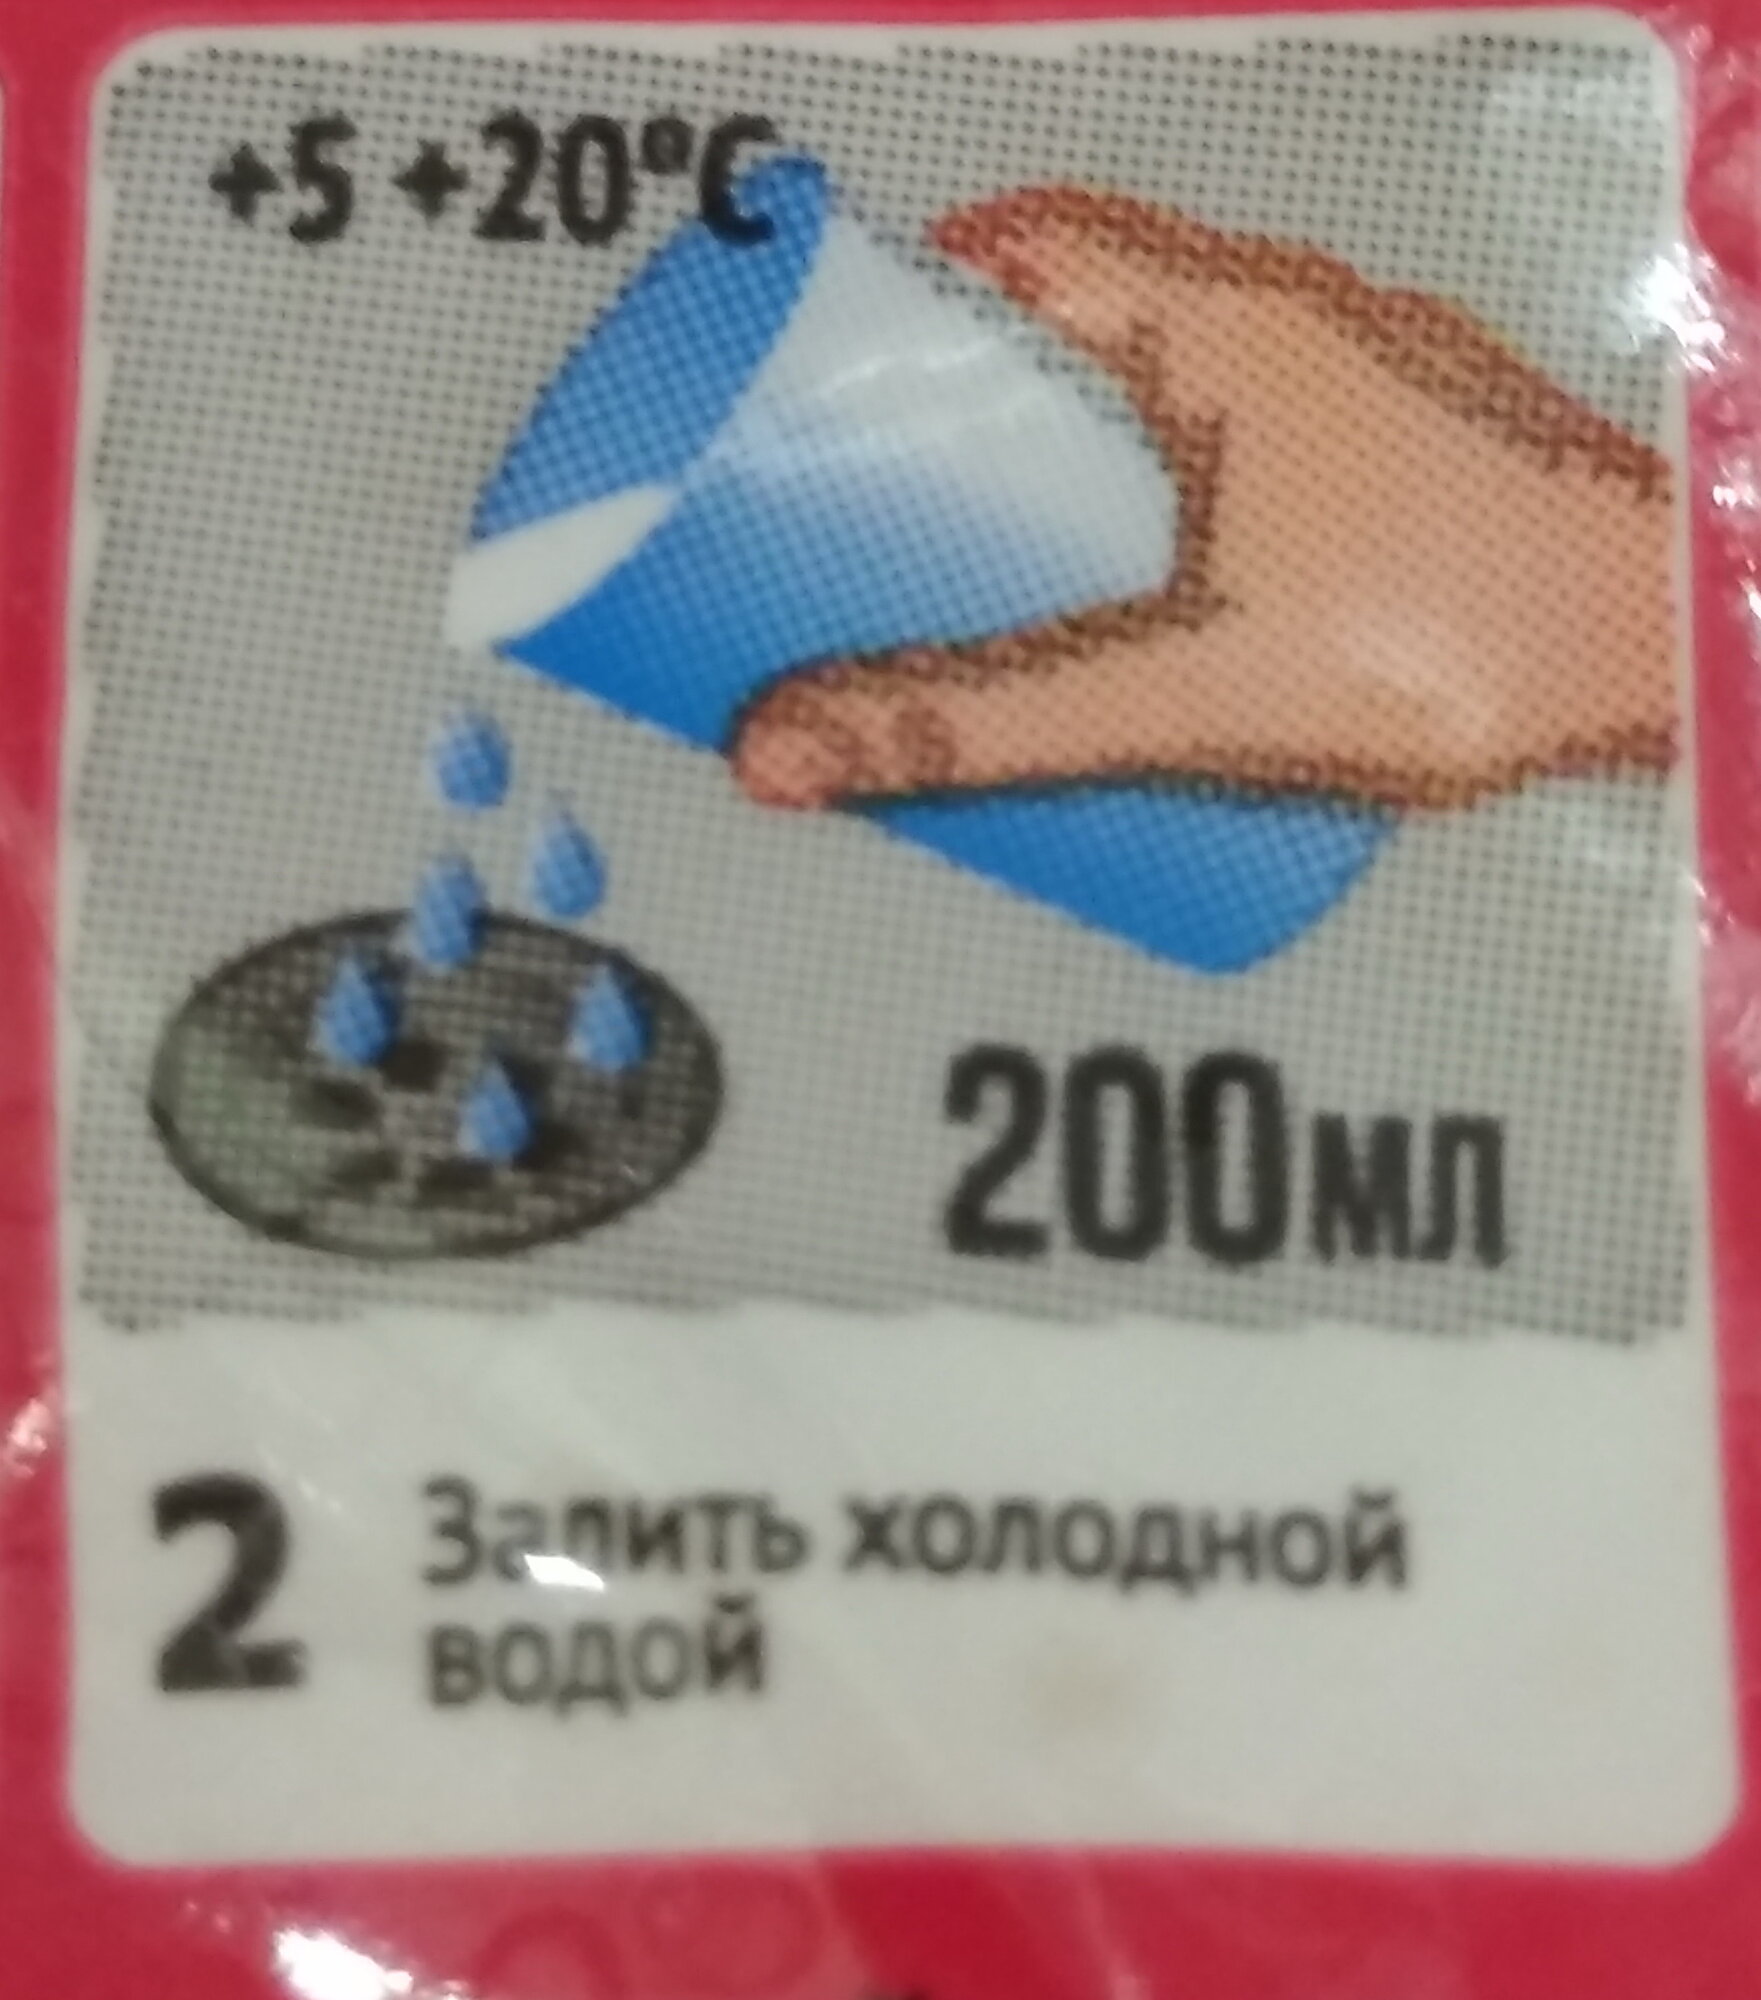 +5 +20°C
200мл
2 Залить холодной
водой